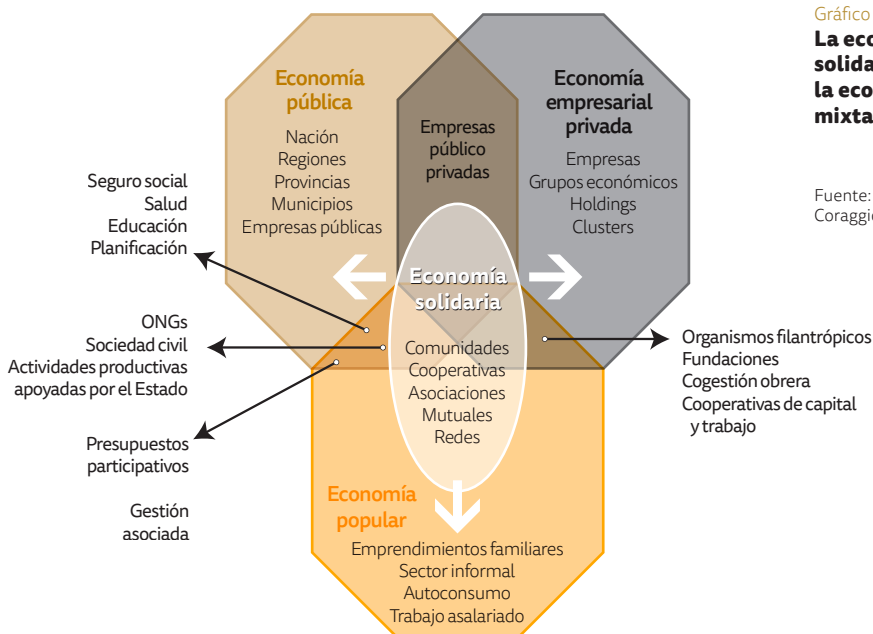 Gráfico
La eco
solida
la eco
mixta
Fuente:
Coraggio
Economía
pública
Nación
Regiones
Provincias
Municipios
Empresas públicas
Empresas
público
privadas
Economía
empresarial
privada
Empresas
Grupos económicos
Holdings
Clusters
Seguro social
Salud
Educación
Planificación
ONGs
Sociedad civil
Actividades productivas
apoyadas por el Estado
Presupuestos
participativos
Gestión
asociada
Economía
solidaria
Comunidades
Cooperativas
Asociaciones
Mutuales
Redes
Organismos filantrópicos
Fundaciones
Cogestión obrera
Cooperativas de capital
y trabajo
Economía
popular
Emprendimientos familiares
Sector informal
Autoconsumo
Trabajo asalariado